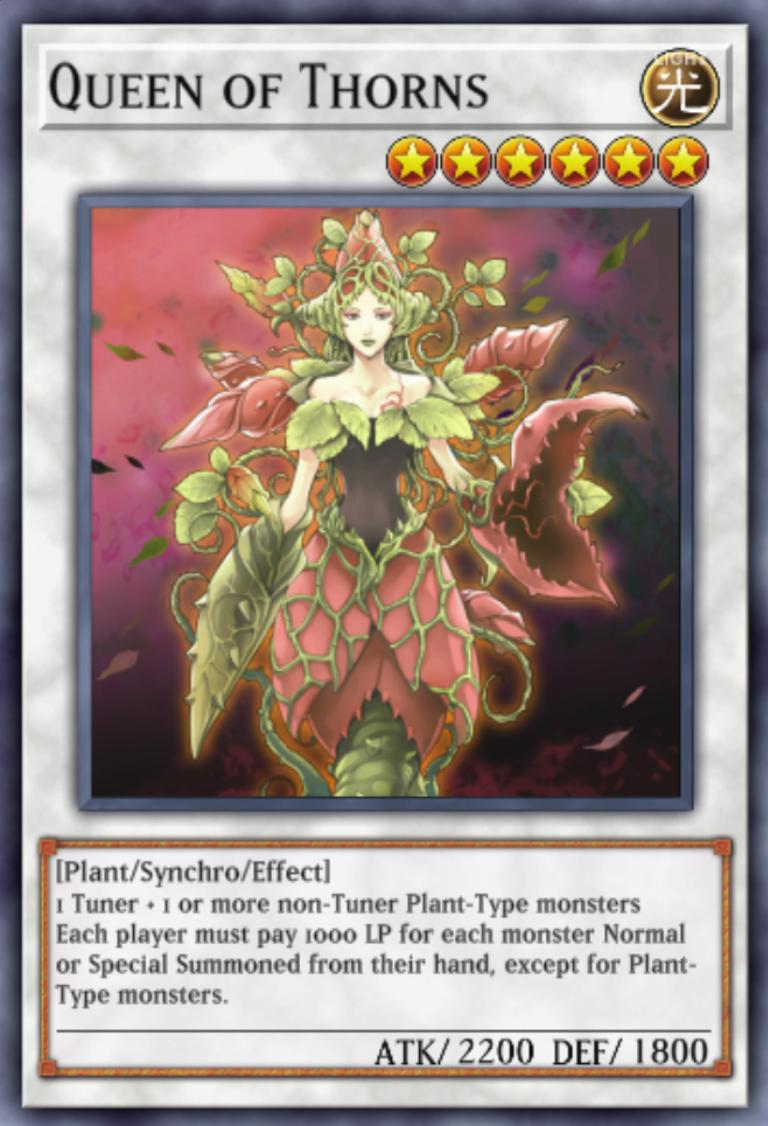 Queen of Thorns
LIGHT
光
[Plant/Synchro/Effect]
1 Tuner + 1 or more non-Tuner Plant-Type monsters
Each player must pay 1000 LP for each monster Normal
or Special Summoned from their hand, except for Plant-
Type monsters.
ATK/ 2200 DEF/ 1800